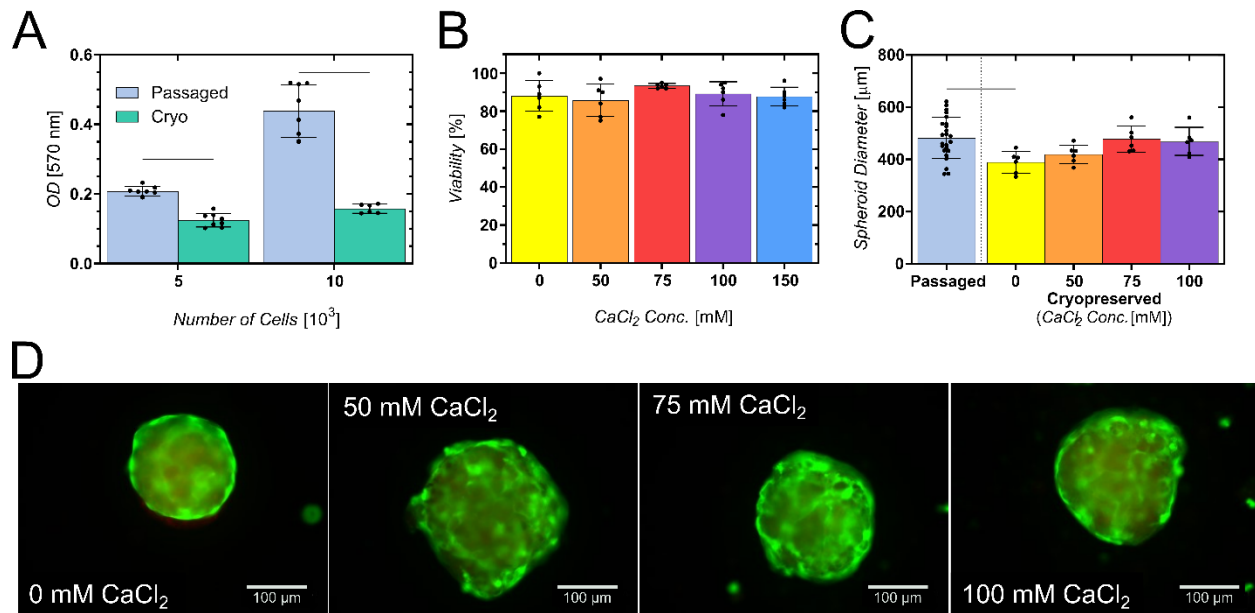 A
OD [570 nm]
0.6
0.4
0.2
0.0
Passaged
Cryo
5
10
Number of Cells [10³]
B
Viability [%]
100
80
60
40
20
0
0
50
75
100
150
CaCl₂ Conc. [mM]
C
Spheroid Diameter [µm]
800
600
400
200
0
Passaged
0
50
75
100
Cryopreserved
(CaCl₂ Conc. [mM])
D
0 mM CaCl₂
100 µm
50 mM CaCl₂
100 µm
75 mM CaCl₂
100 µm
100 mM CaCl₂
100 µm